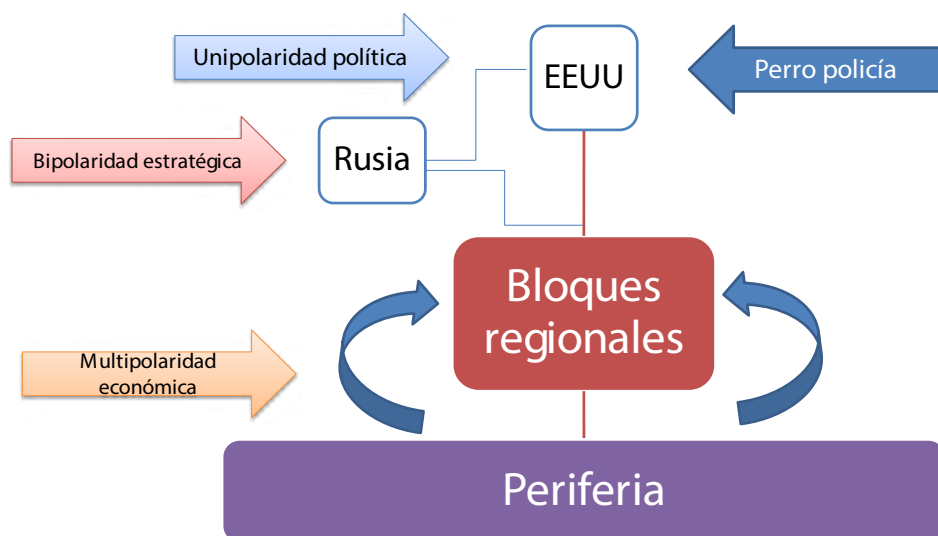 Unipolaridad política
EEUU
Perro policía
Bipolaridad estratégica
Rusia
Bloques
regionales
Multipolaridad
económica
Periferia